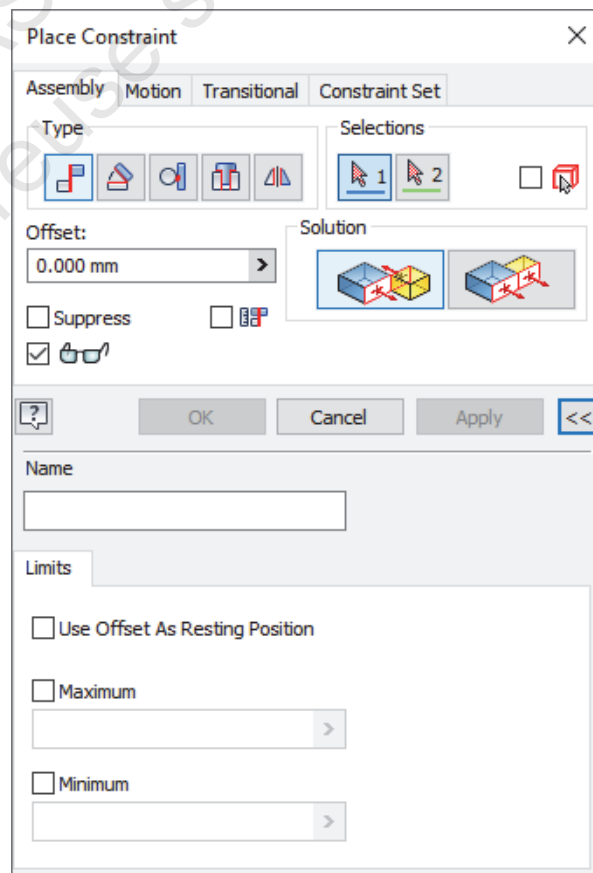 Place Constraint
Assembly Motion Transitional Constraint Set
Type Selections
1 2
Offset: Solution
0.000 mm
Suppress
? OK Cancel Apply <<
Name
Limits
Use Offset As Resting Position
Maximum
Minimum